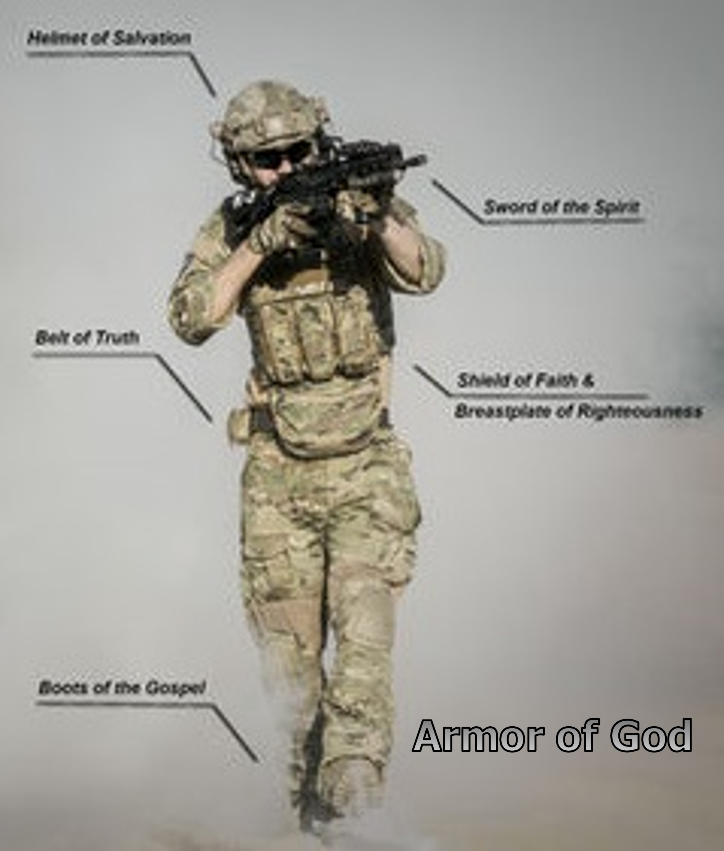 Helmet of Salvation
Sword of the Spirit
Belt of Truth
Shield of Faith &
Breastplate of Righteousness
Boots of the Gospel
Armor of God